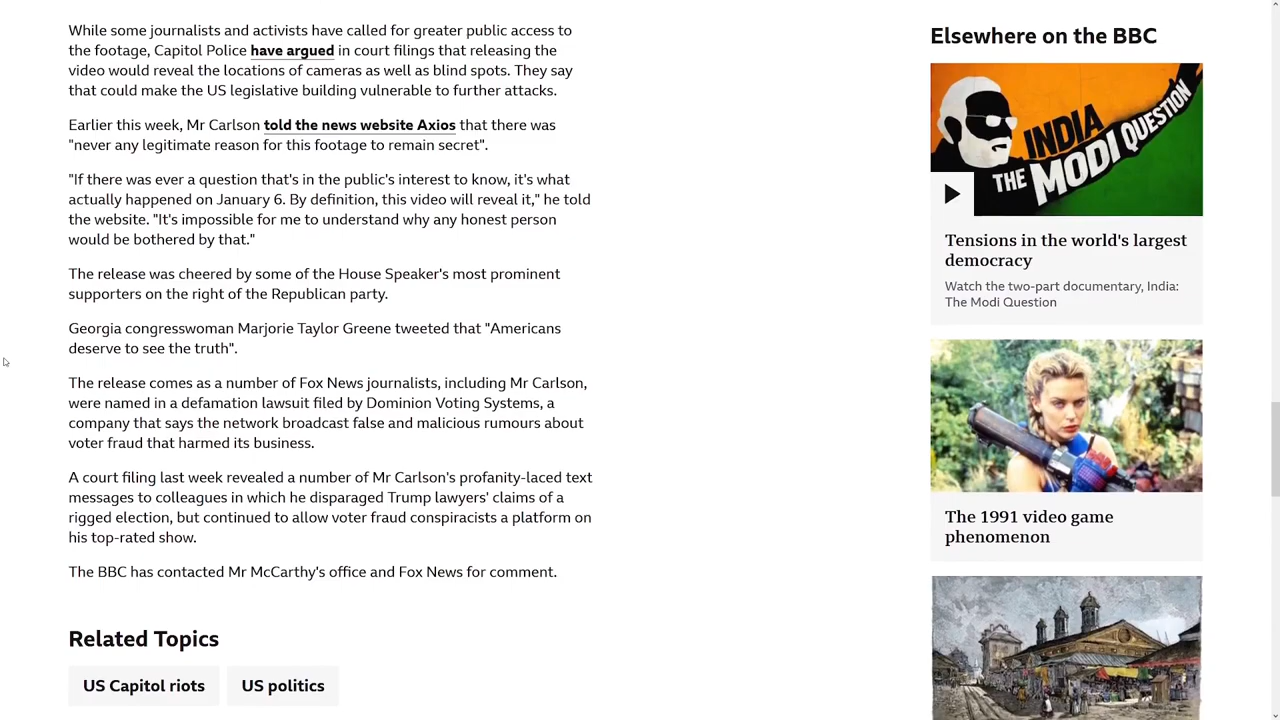 While some journalists and activists have called for greater public access to
the footage, Capitol Police have argued in court filings that releasing the
video would reveal the locations of cameras as well as blind spots. They say
that could make the US legislative building vulnerable to further attacks.
Earlier this week, Mr Carlson told the news website Axios that there was
"never any legitimate reason for this footage to remain secret".
"If there was ever a question that's in the public's interest to know, it's what
actually happened on January 6. By definition, this video will reveal it," he told
the website. "It's impossible for me to understand why any honest person
would be bothered by that."
The release was cheered by some of the House Speaker's most prominent
supporters on the right of the Republican party.
Georgia congresswoman Marjorie Taylor Greene tweeted that "Americans
deserve to see the truth".
The release comes as a number of Fox News journalists, including Mr Carlson,
were named in a defamation lawsuit filed by Dominion Voting Systems, a
company that says the network broadcast false and malicious rumours about
voter fraud that harmed its business.
A court filing last week revealed a number of Mr Carlson's profanity-laced text
messages to colleagues in which he disparaged Trump lawyers' claims of a
rigged election, but continued to allow voter fraud conspiracists a platform on
his top-rated show.
The BBC has contacted Mr McCarthy's office and Fox News for comment.
Related Topics
US Capitol riots
US politics
Elsewhere on the BBC
INDIA
THE MODI QUESTION
Tensions in the world's largest
democracy
Watch the two-part documentary, India:
The Modi Question
The 1991 video game
phenomenon